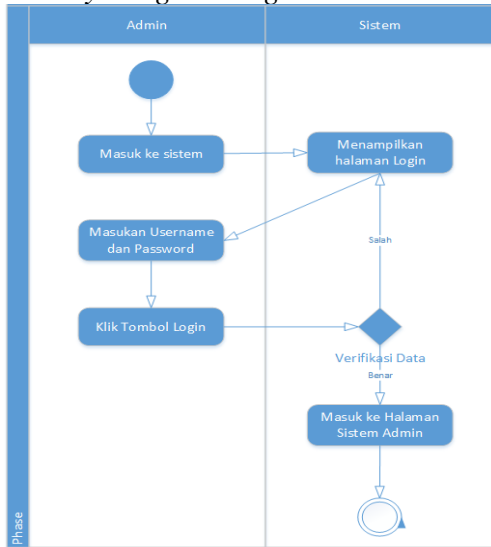 Admin
Sistem
Masuk ke sistem
Menampilkan
halaman Login
Masukan Username
dan Password
Salah
Klik Tombol Login
Verifikasi Data
Benar
Masuk ke Halaman
Sistem Admin
Phase